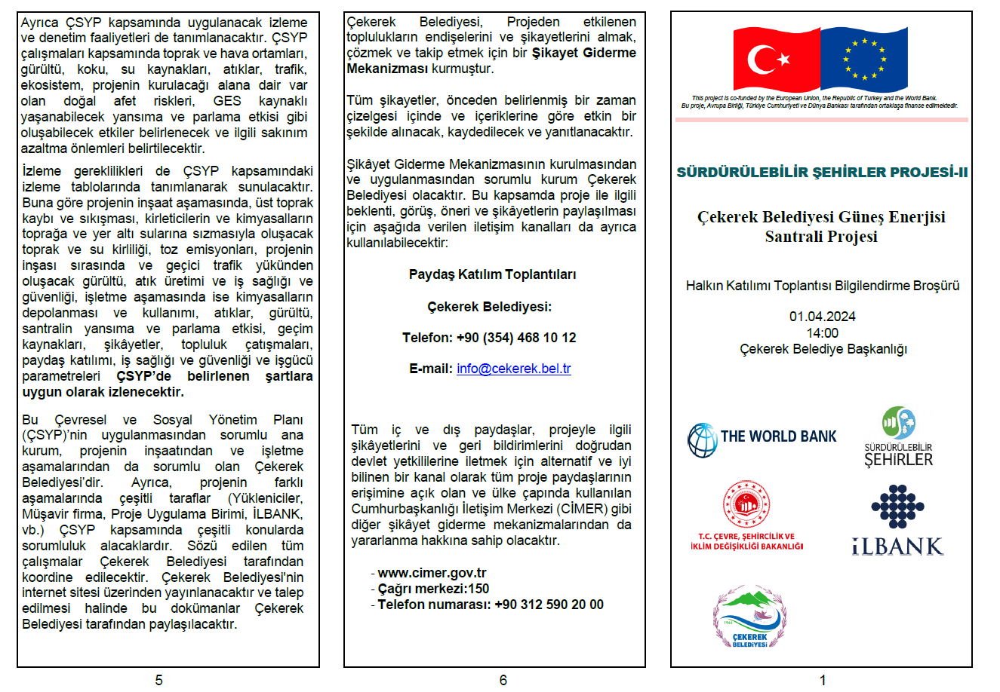 Ayrıca ÇSYP kapsamında uygulanacak izleme
ve denetim faaliyetleri de tanımlanacaktır. ÇSYP
çalışmaları kapsamında toprak ve hava ortamları,
gürültü, koku, su kaynakları, atıklar, trafik,
ekosistem, projenin kurulacağı alana dair var
olan doğal afet riskleri, GES kaynaklı
yaşanabilecek yansıma ve parlama etkisi gibi
oluşabilecek etkiler belirlenecek ve ilgili sakınım
azaltma önlemleri belirtilecektir.
İzleme gereklilikleri de ÇSYP kapsamındaki
izleme tablolarında tanımlanarak sunulacaktır.
Buna göre projenin inşaat aşamasında, üst toprak
kaybı ve sıkışması, kirleticilerin ve kimyasalların
toprağa ve yer altı sularına sızmasıyla oluşacak
toprak ve su kirliliği, toz emisyonları, projenin
inşası sırasında ve geçici trafik yükünden
oluşacak gürültü, atık üretimi ve iş sağlığı ve
güvenliği, işletme aşamasında ise kimyasalların
depolanması ve kullanımı, atıklar, gürültü,
santralin yansıma ve parlama etkisi, geçim
kaynakları, şikâyetler, topluluk çatışmaları,
paydaş katılımı, iş sağlığı ve güvenliği ve işgücü
parametreleri ÇSYP’de belirlenen şartlara
uygun olarak izlenecektir.
Bu Çevresel ve Sosyal Yönetim Planı
(ÇSYP)’nin uygulanmasından sorumlu ana
kurum, projenin inşaatından ve işletme
aşamalarından da sorumlu olan Çekerek
Belediyesi’dir. Ayrıca, projenin farklı
aşamalarında çeşitli taraflar (Yükleniciler,
Müşavir firma, Proje Uygulama Birimi, İLBANK,
vb.) ÇSYP kapsamında çeşitli konularda
sorumluluk alacaklardır. Sözü edilen tüm
çalışmalar Çekerek Belediyesi tarafından
koordine edilecektir. Çekerek Belediyesi'nin
internet sitesi üzerinden yayınlanacaktır ve talep
edilmesi halinde bu dokümanlar Çekerek
Belediyesi tarafından paylaşılacaktır.
5
Çekerek Belediyesi, Projeden etkilenen
toplulukların endişelerini ve şikayetlerini almak,
çözmek ve takip etmek için bir Şikayet Giderme
Mekanizması kurmuştur.
Tüm şikayetler, önceden belirlenmiş bir zaman
çizelgesi içinde ve içeriklerine göre etkin bir
şekilde alınacak, kaydedilecek ve yanıtlanacaktır.
Şikâyet Giderme Mekanizmasının kurulmasından
ve uygulanmasından sorumlu kurum Çekerek
Belediyesi olacaktır. Bu kapsamda proje ile ilgili
beklenti, görüş, öneri ve şikâyetlerin paylaşılması
için aşağıda verilen iletişim kanalları da ayrıca
kullanılabilecektir:
Paydaş Katılım Toplantıları
Çekerek Belediyesi:
Telefon: +90 (354) 468 10 12
E-mail: info@cekerek.bel.tr
Tüm iç ve dış paydaşlar, projeyle ilgili
şikâyetlerini ve geri bildirimlerini doğrudan
devlet yetkililerine iletmek için alternatif ve iyi
bilinen bir kanal olarak tüm proje paydaşlarının
erişimine açık olan ve ülke çapında kullanılan
Cumhurbaşkanlığı İletişim Merkezi (CİMER) gibi
diğer şikâyet giderme mekanizmalarından da
yararlanma hakkına sahip olacaktır.
- www.cimer.gov.tr
- Çağrı merkezi:150
- Telefon numarası: +90 312 590 20 00
6
This project is co-funded by the European Union, the Republic of Turkey and the World Bank.
Bu proje, Avrupa Birliği, Türkiye Cumhuriyeti ve Dünya Bankası tarafından ortaklaşa finanse edilmektedir.
SÜRDÜRÜLEBİLİR ŞEHİRLER PROJESİ-II
Çekerek Belediyesi Güneş Enerjisi
Santrali Projesi
Halkın Katılımı Toplantısı Bilgilendirme Broşürü
01.04.2024
14:00
Çekerek Belediye Başkanlığı
THE WORLD BANK
SÜRDÜRÜLEBİLİR
ŞEHİRLER
T.C. ÇEVRE, ŞEHİRCİLİK VE
İKLİM DEĞİŞİKLİĞİ BAKANLIĞI
iLBANK
1944
ÇEKEREK
BELEDİYESİ
1